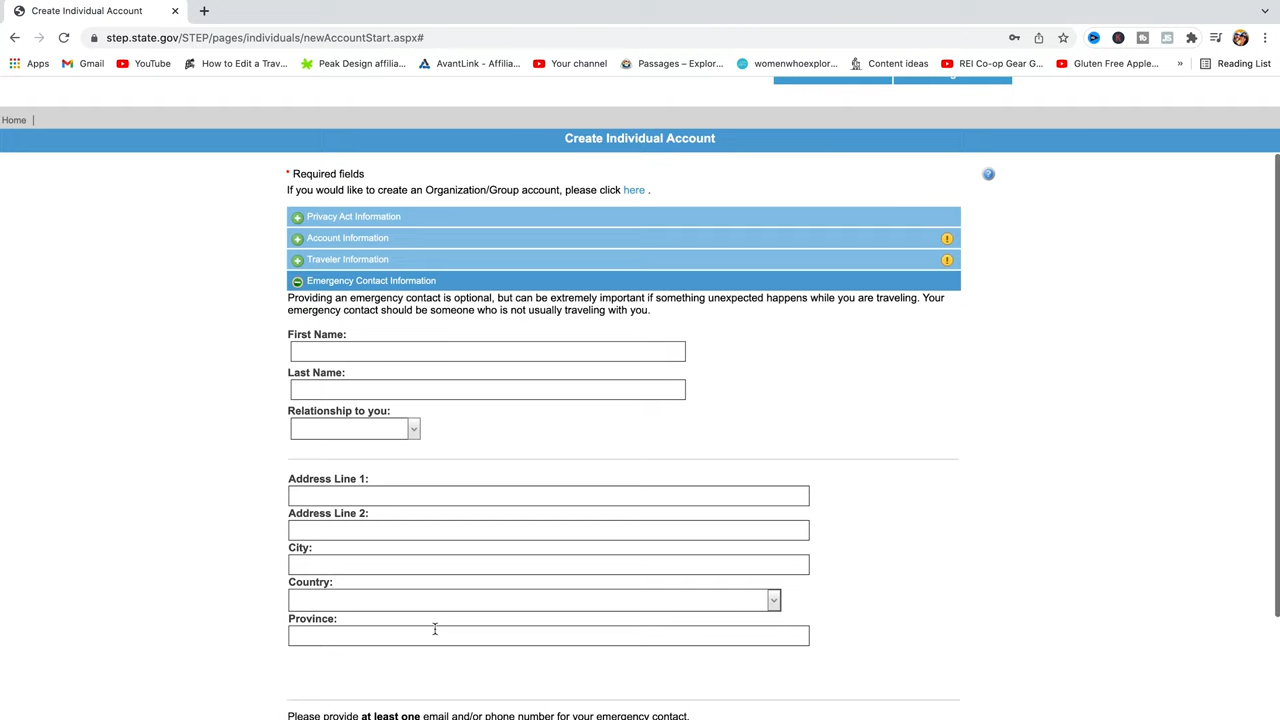 Create Individual Account
step.state.gov/STEP/pages/individuals/newAccountStart.aspx#
Apps
Gmail
YouTube
How to Edit a Trav...
Peak Design affilia...
AvantLink - Affilia...
Your channel
Passages – Explor...
womenwhoexplor...
Content ideas
REI Co-op Gear G...
Gluten Free Apple...
»
Reading List
Home |
Create Individual Account
* Required fields
If you would like to create an Organization/Group account, please click here .
Privacy Act Information
Account Information
Traveler Information
Emergency Contact Information
Providing an emergency contact is optional, but can be extremely important if something unexpected happens while you are traveling. Your
emergency contact should be someone who is not usually traveling with you.
First Name:
Last Name:
Relationship to you:
Address Line 1:
Address Line 2:
City:
Country:
Province:
Please provide at least one email and/or phone number for your emergency contact.